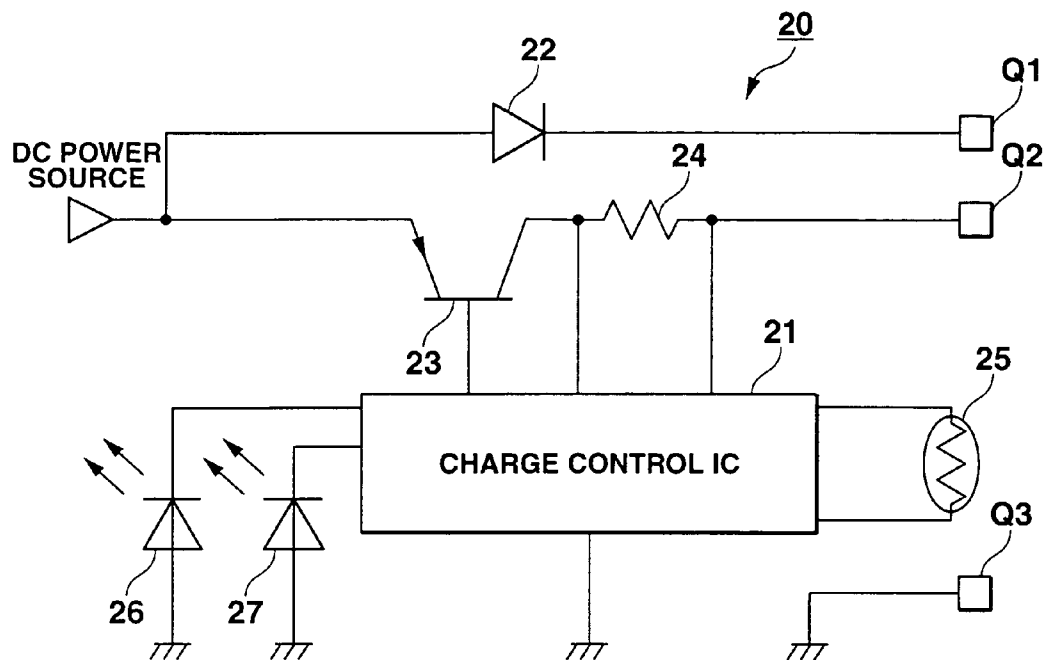 20
22
Q1
DC POWER
SOURCE
24
Q2
23
21
25
CHARGE CONTROL IC
26
27
Q3